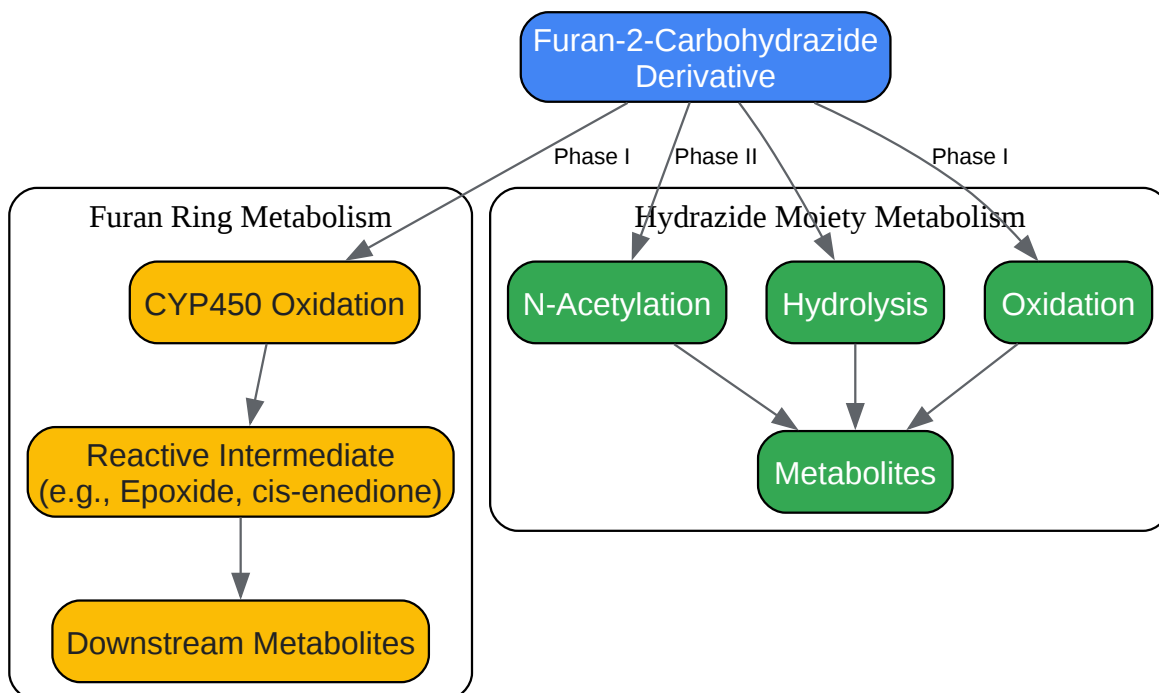 Furan-2-Carbohydrazide
Derivative
Phase I
Phase II
Phase I
Furan Ring Metabolism
Hydrazide Moiety Metabolism
CYP450 Oxidation
N-Acetylation
Hydrolysis
Oxidation
Reactive Intermediate
(e.g., Epoxide, cis-enedione)
Metabolites
Downstream Metabolites